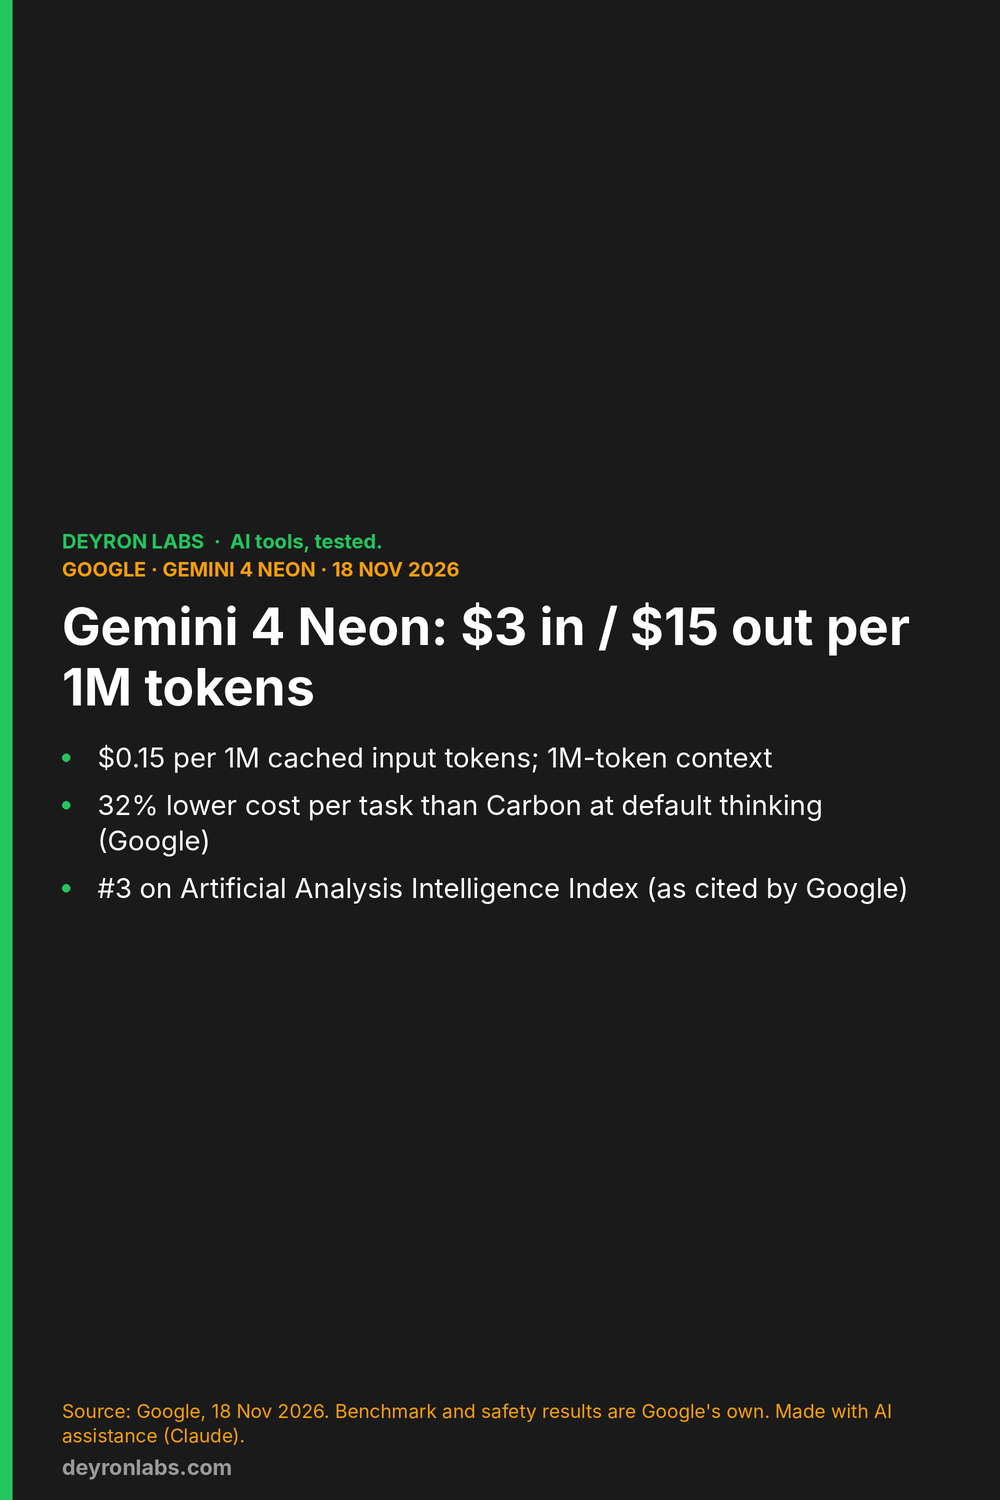 DEYRON LABS · AI tools, tested.
GOOGLE · GEMINI 4 NEON · 18 NOV 2026
Gemini 4 Neon: $3 in / $15 out per
1M tokens
• $0.15 per 1M cached input tokens; 1M-token context
• 32% lower cost per task than Carbon at default thinking
(Google)
• #3 on Artificial Analysis Intelligence Index (as cited by Google)
Source: Google, 18 Nov 2026. Benchmark and safety results are Google's own. Made with AI
assistance (Claude).
deyronlabs.com